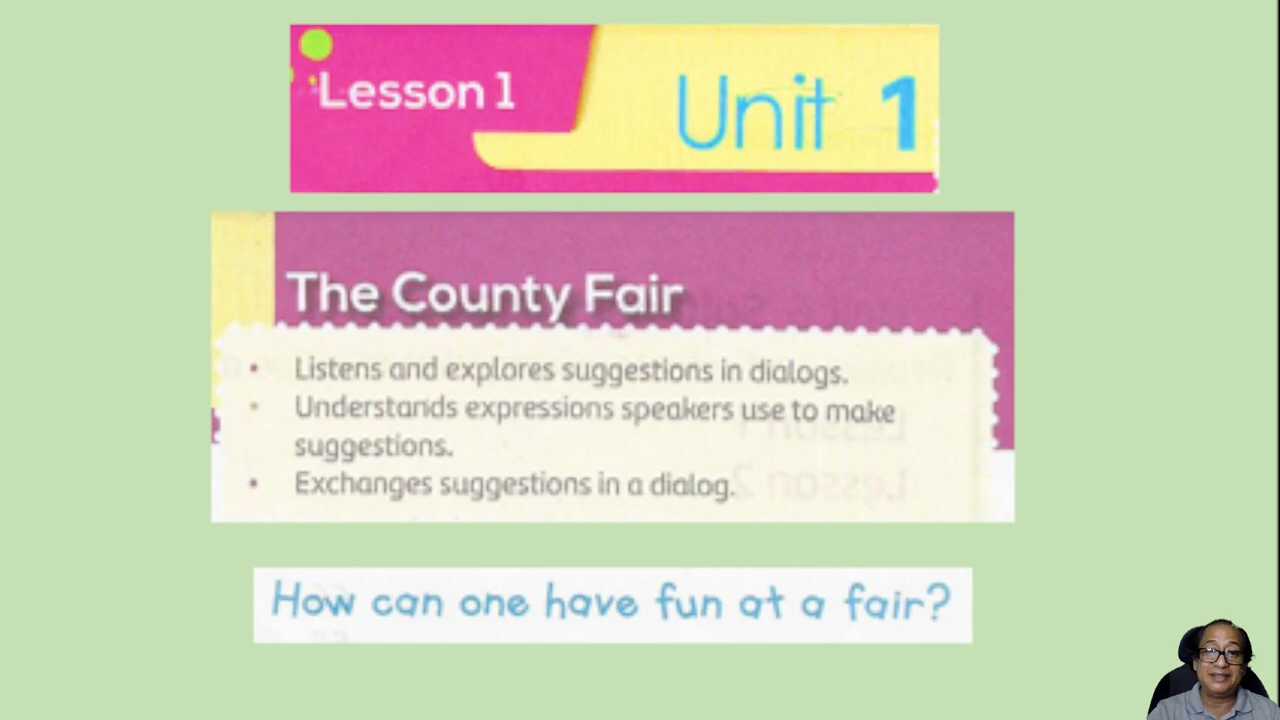 Lesson 1
Unit 1
The County Fair
• Listens and explores suggestions in dialogs.
• Understands expressions speakers use to make
suggestions.
• Exchanges suggestions in a dialog.
How can one have fun at a fair?